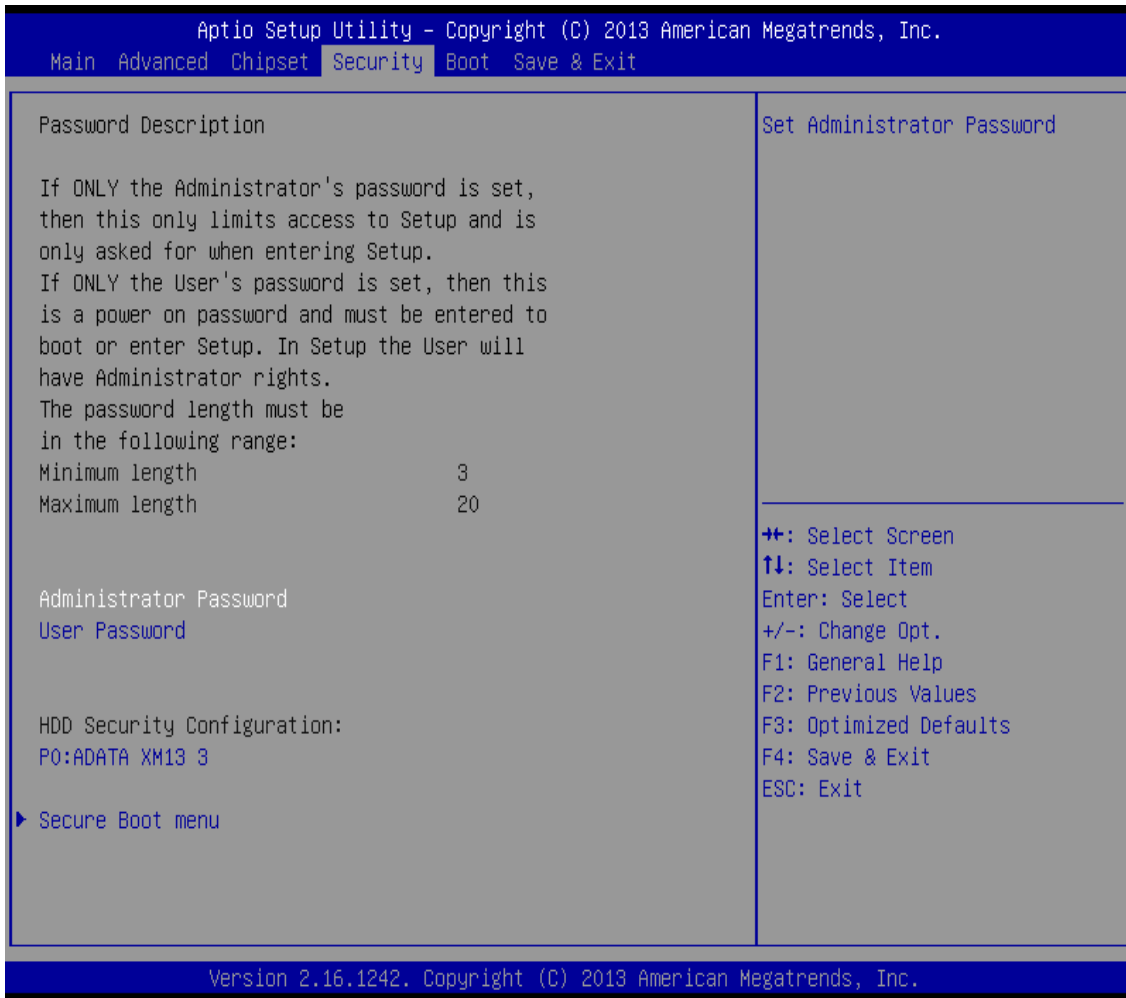 Aptio Setup Utility – Copyright (C) 2013 American Megatrends, Inc.
Main Advanced Chipset Security Boot Save & Exit
Password Description
If ONLY the Administrator's password is set,
then this only limits access to Setup and is
only asked for when entering Setup.
If ONLY the User's password is set, then this
is a power on password and must be entered to
boot or enter Setup. In Setup the User will
have Administrator rights.
The password length must be
in the following range:
Minimum length 3
Maximum length 20
Administrator Password
User Password
HDD Security Configuration:
P0:ADATA XM13 3
Secure Boot menu
Set Administrator Password
→←: Select Screen
↑↓: Select Item
Enter: Select
+/-: Change Opt.
F1: General Help
F2: Previous Values
F3: Optimized Defaults
F4: Save & Exit
ESC: Exit
Version 2.16.1242. Copyright (C) 2013 American Megatrends, Inc.